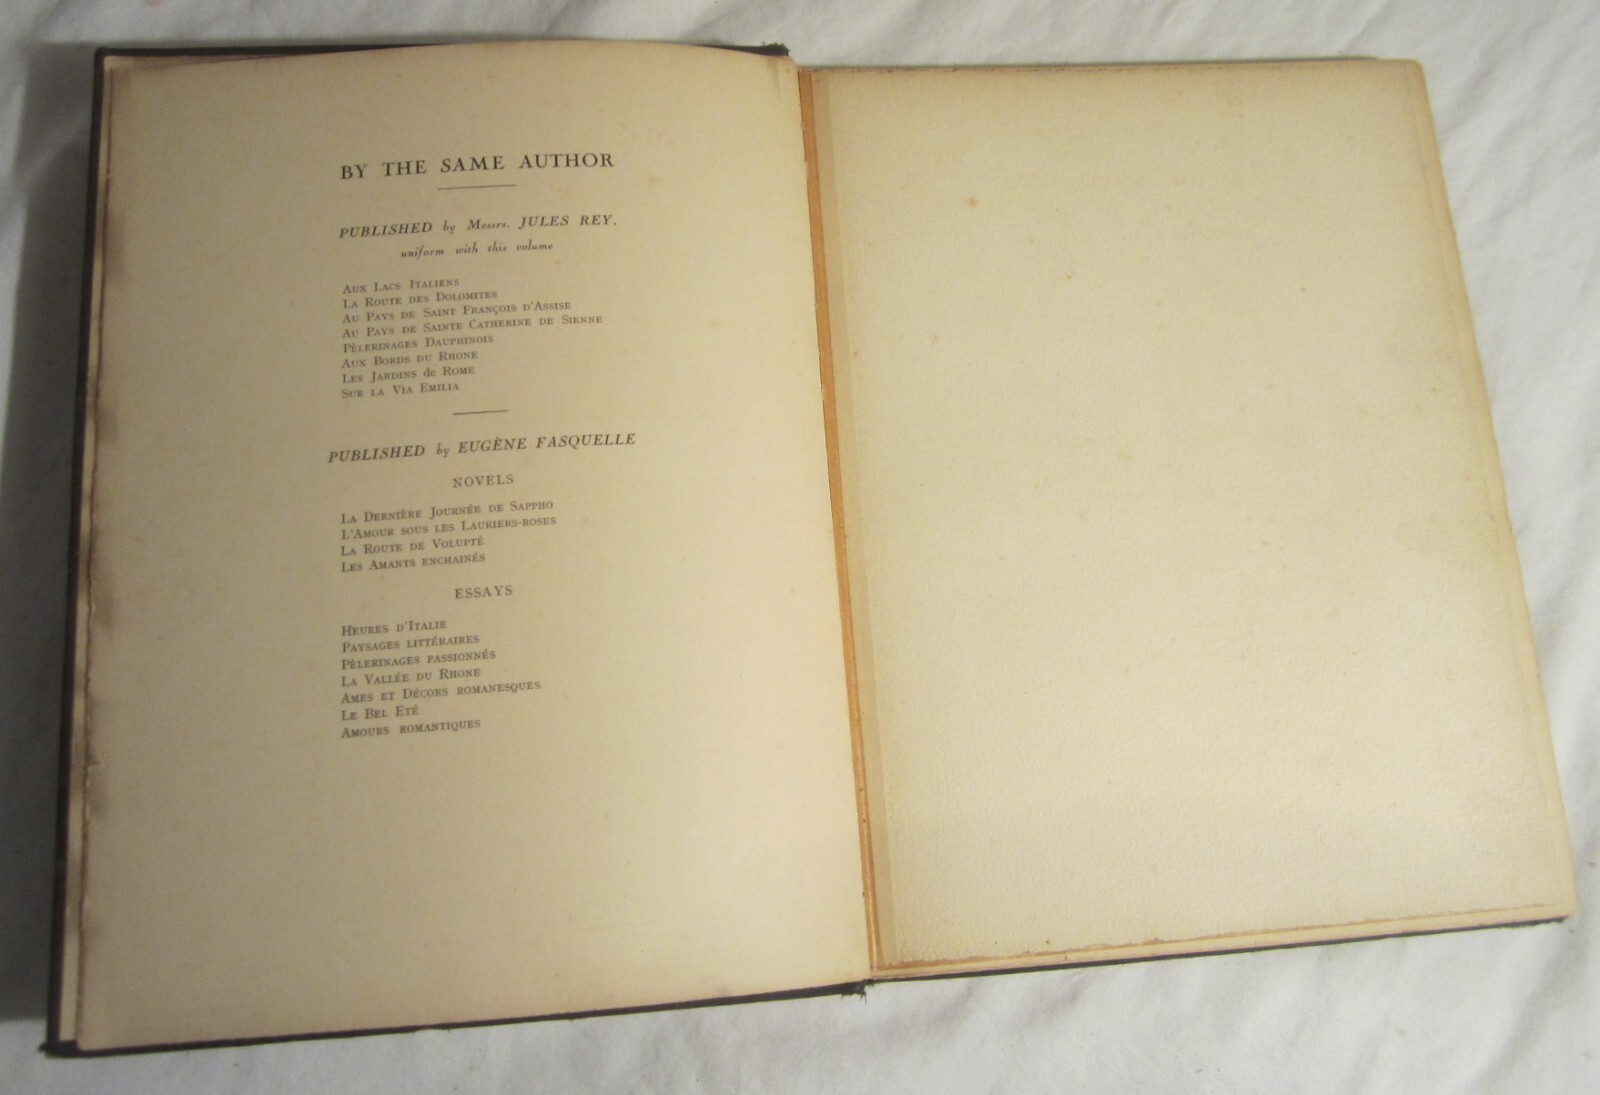 BY THE SAME AUTHOR
PUBLISHED by Messrs. JULES REY,
uniform with this volume
AUX LACS ITALIENS
LA ROUTE DES DOLOMITES
AU PAYS DE SAINT FRANÇOIS D'ASSISE
AU PAYS DE SAINTE CATHERINE DE SIENNE
PÈLERINAGES DAUPHINOIS
AUX BORDS DU RHONE
LES JARDINS de ROME
SUR LA VIA EMILIA
PUBLISHED by EUGÈNE FASQUELLE
NOVELS
LA DERNIÈRE JOURNÉE DE SAPPHO
L'AMOUR SOUS LES LAURIERS-ROSES
LA ROUTE DE VOLUPTÉ
LES AMANTS ENCHAINÉS
ESSAYS
HEURES D'ITALIE
PAYSAGES LITTÉRAIRES
PÈLERINAGES PASSIONNÉS
LA VALLÉE DU RHONE
AMES ET DÉCORS ROMANESQUES
LE BEL ETÉ
AMOURS ROMANTIQUES